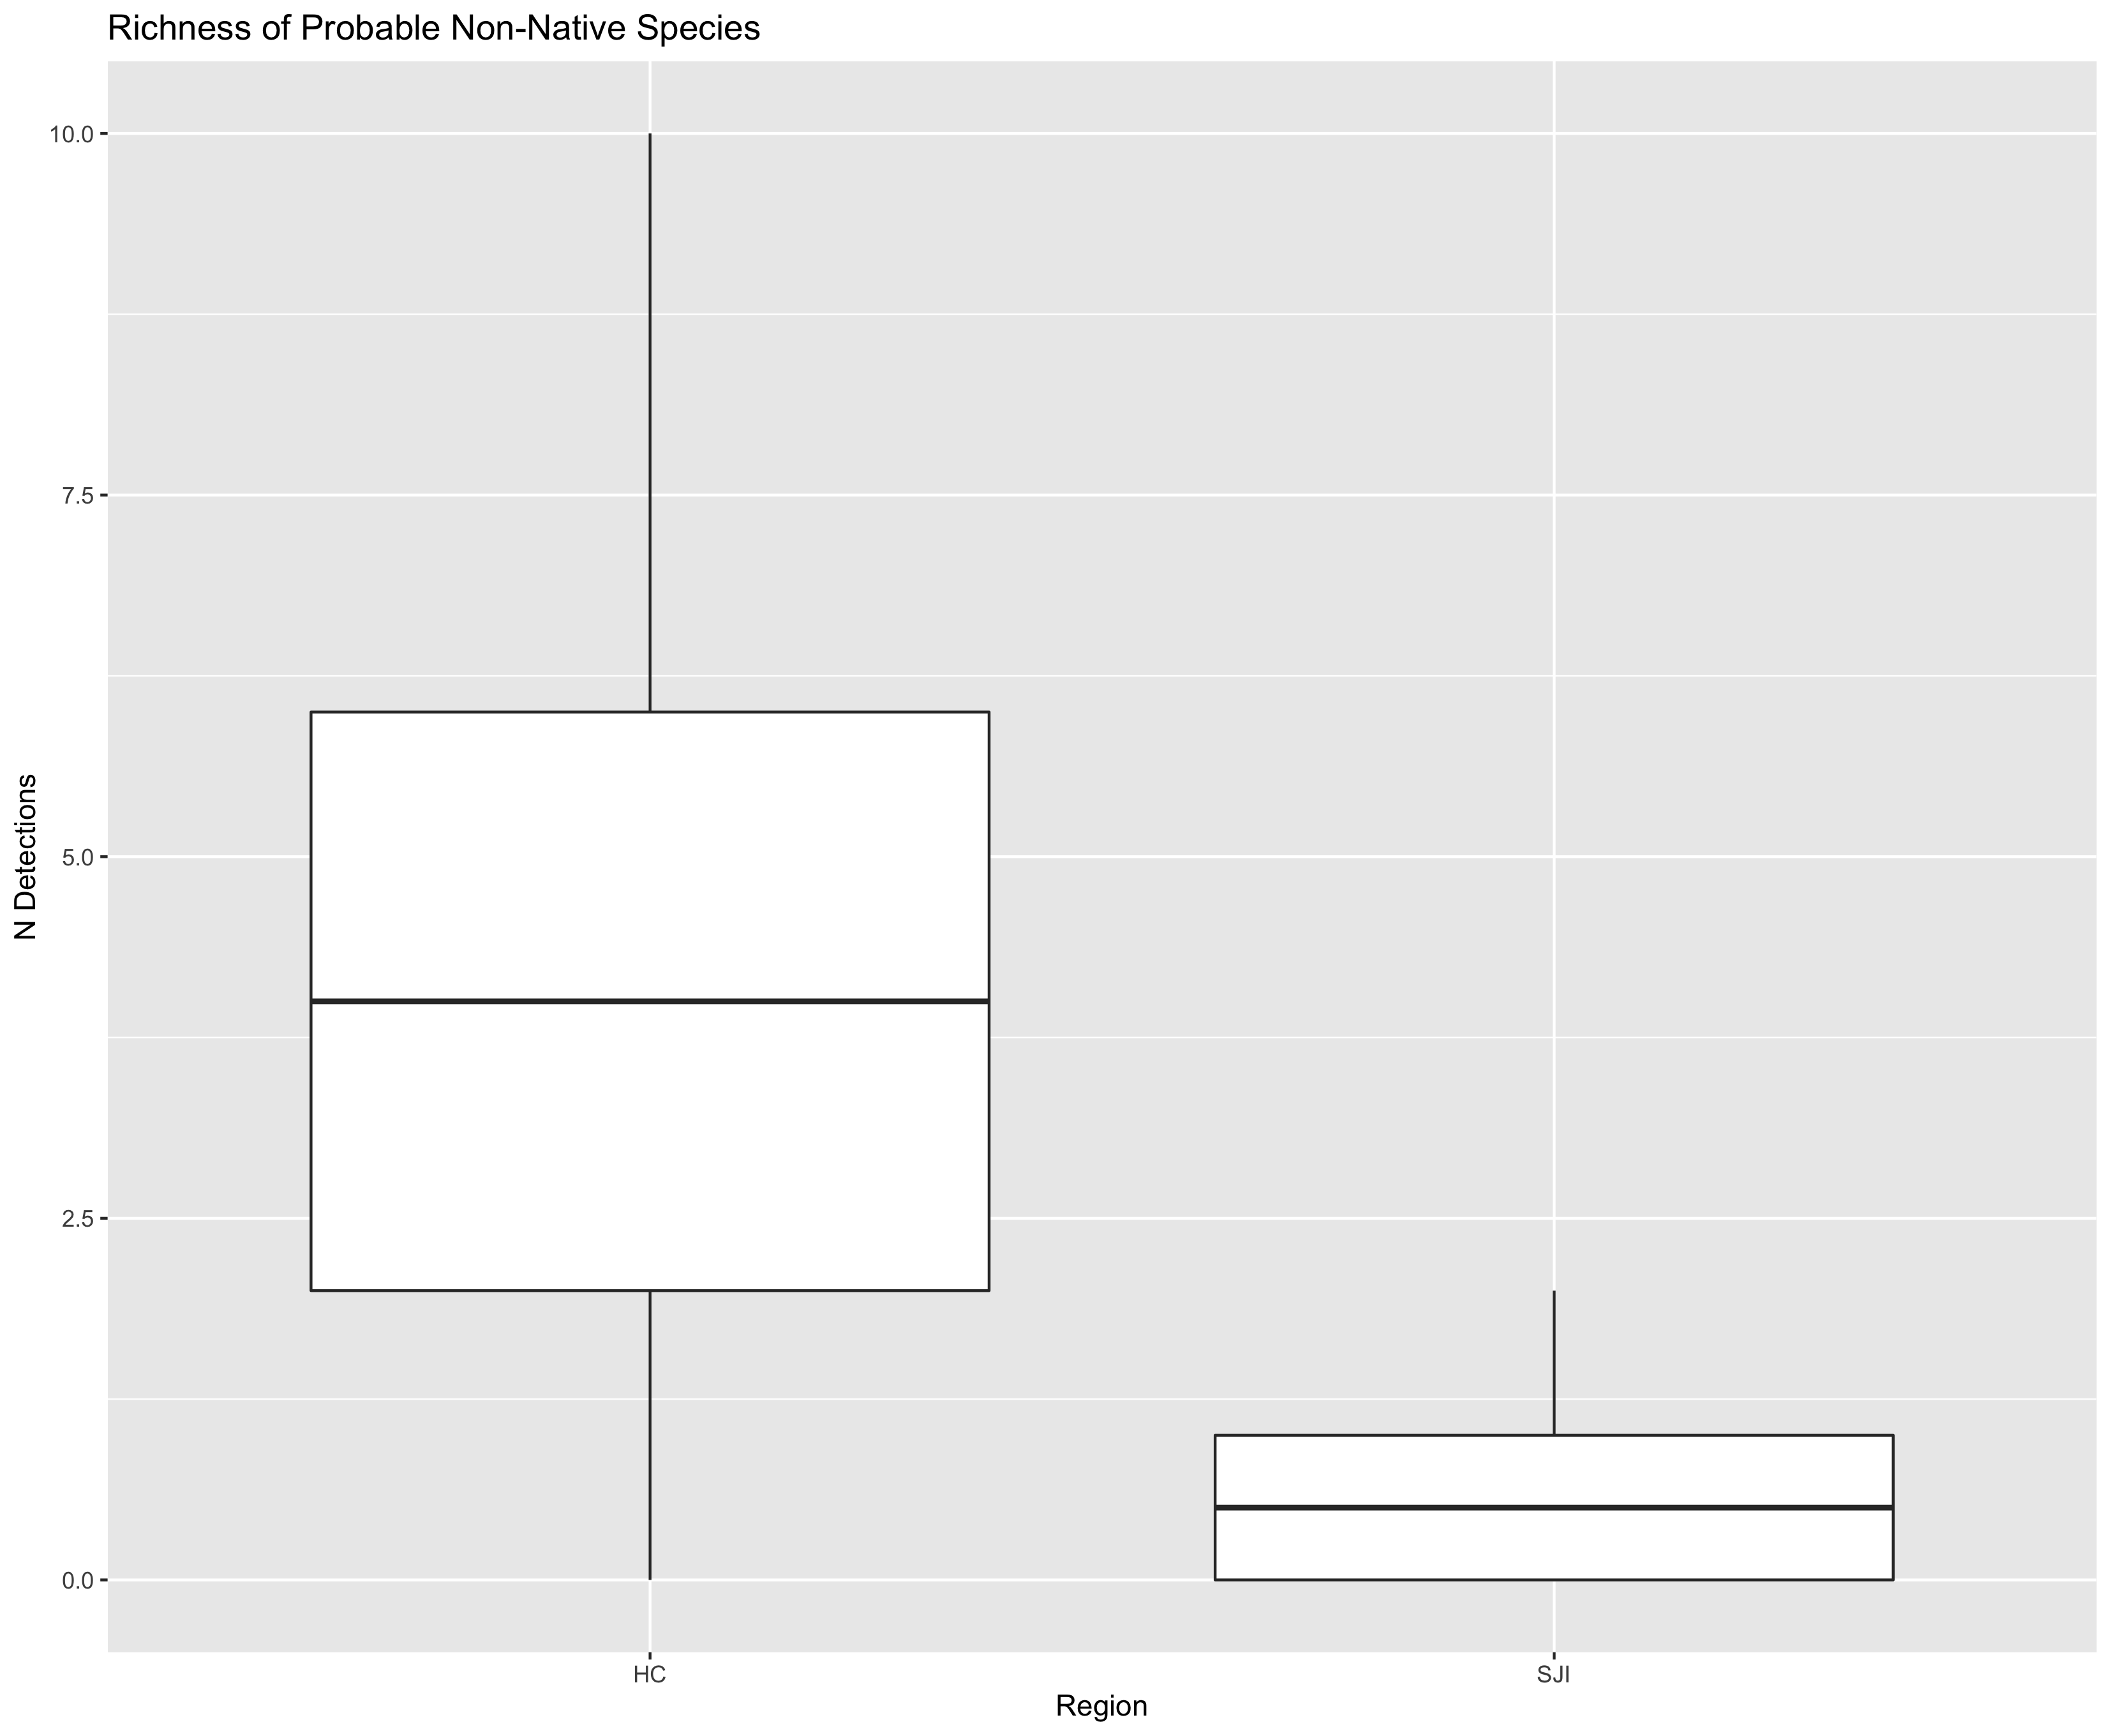 Richness of Probable Non-Native Species
10.0
7.5
5.0
2.5
0.0
N Detections
HC
SJI
Region